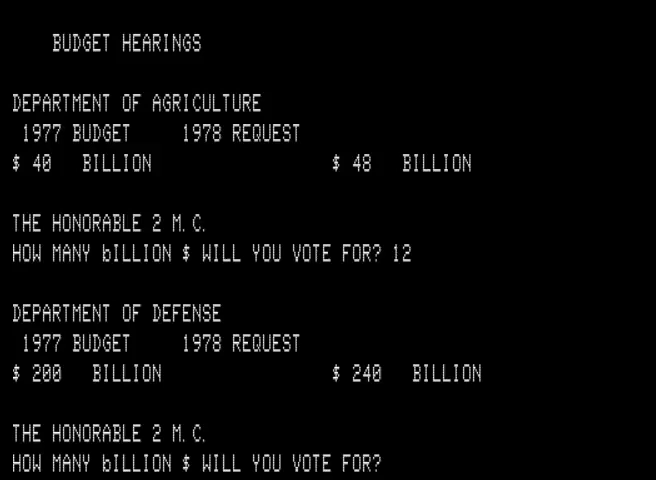 BUDGET HEARINGS
DEPARTMENT OF AGRICULTURE
1977 BUDGET 1978 REQUEST
$ 40 BILLION $ 48 BILLION
THE HONORABLE 2 M.C.
HOW MANY bILLION $ WILL YOU VOTE FOR? 12
DEPARTMENT OF DEFENSE
1977 BUDGET 1978 REQUEST
$ 200 BILLION $ 240 BILLION
THE HONORABLE 2 M.C.
HOW MANY bILLION $ WILL YOU VOTE FOR?